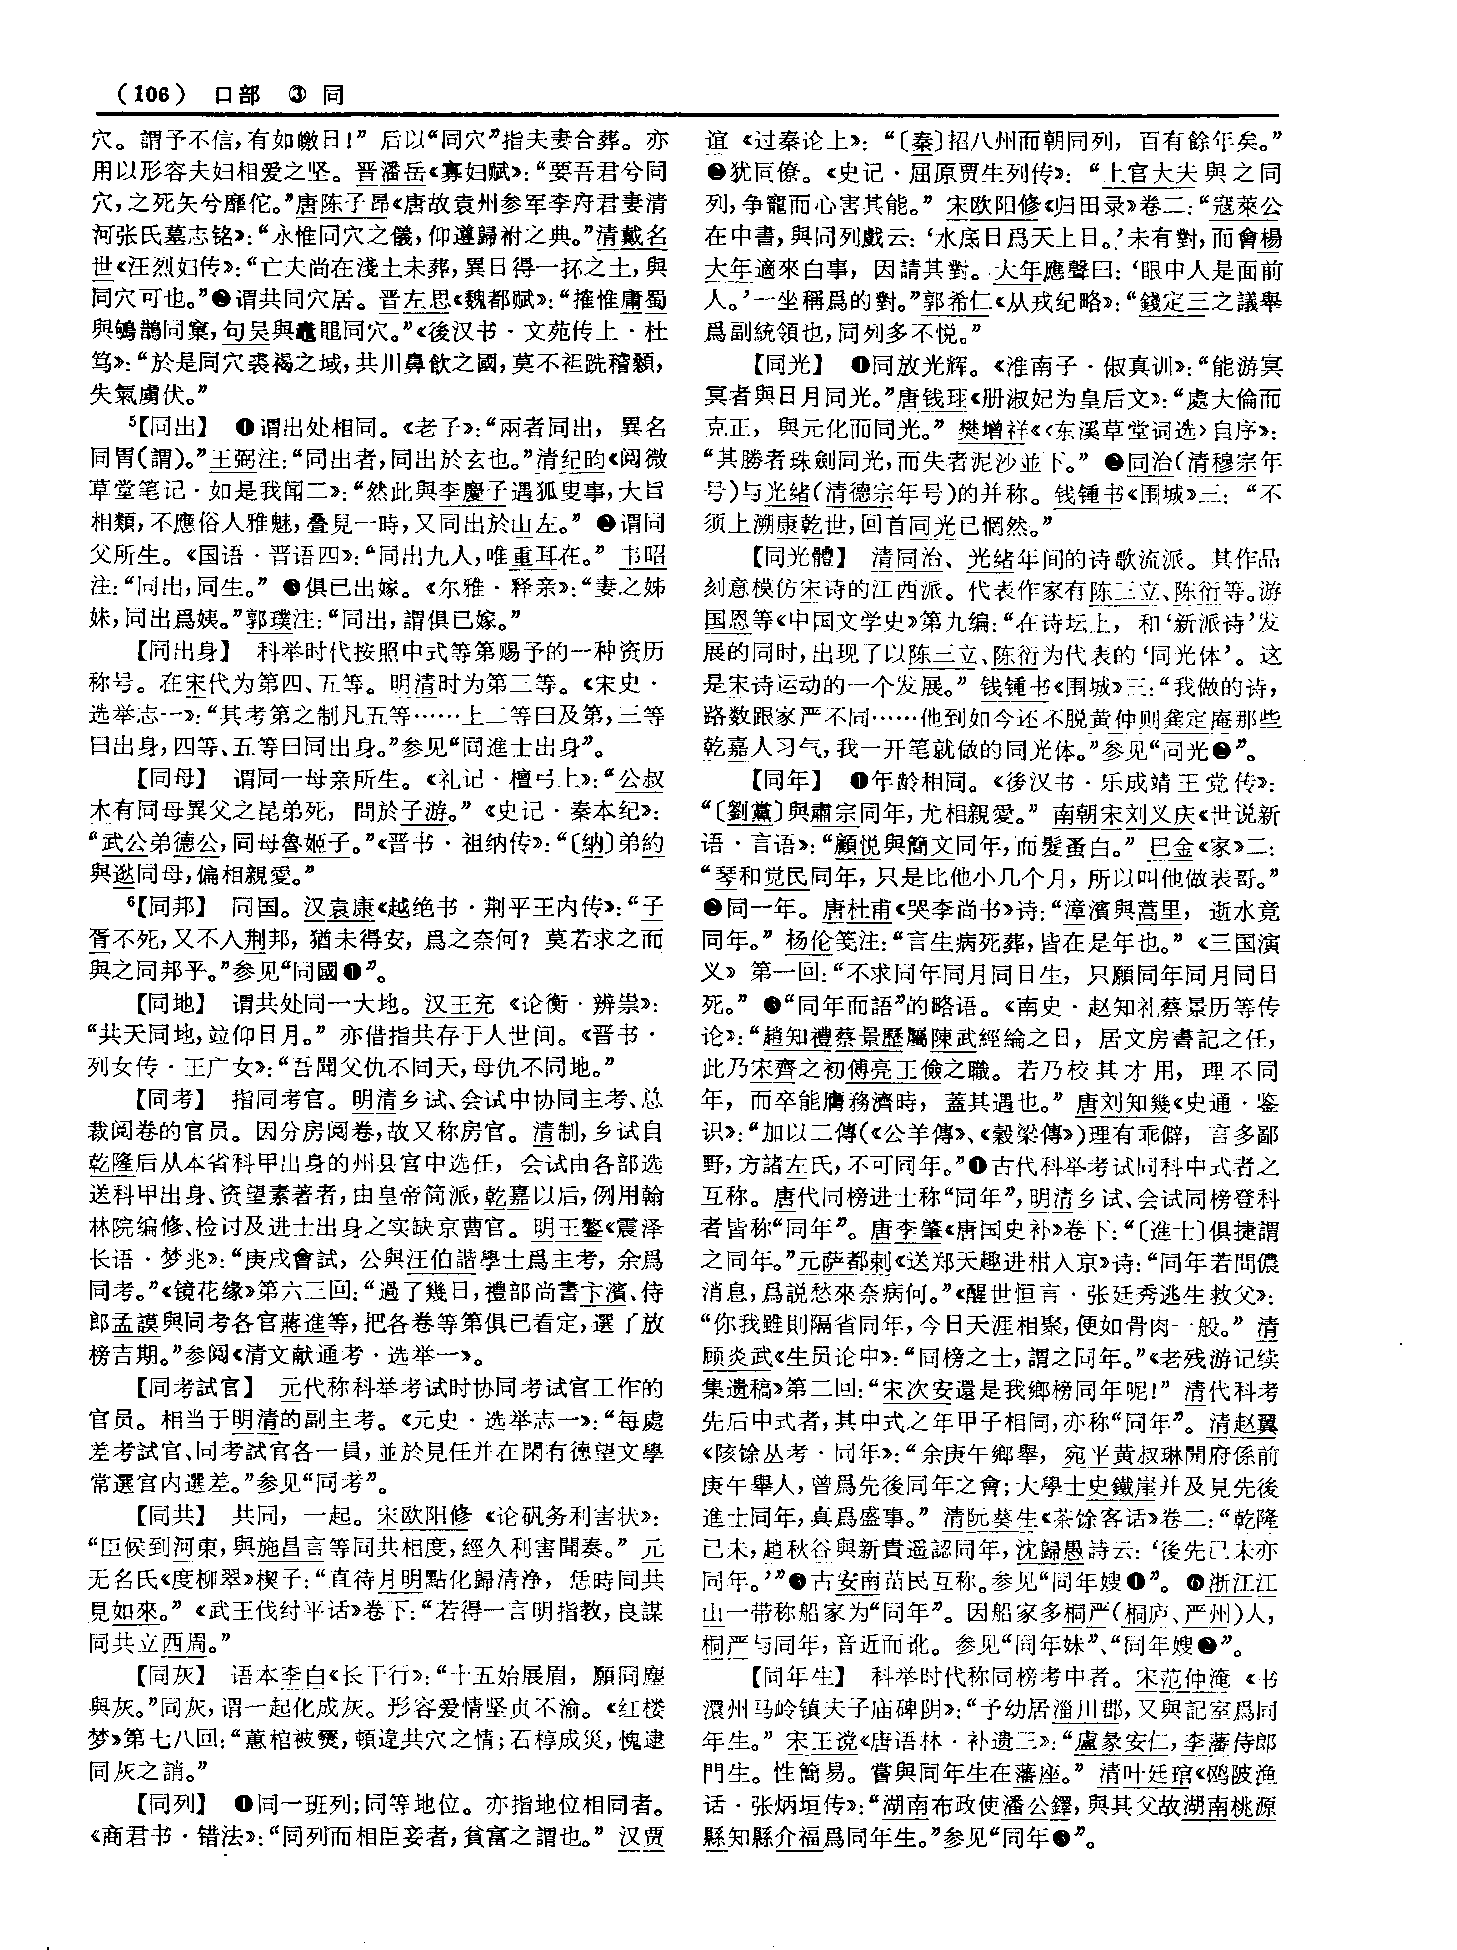 （106） 口部 ③ 同
穴。謂予不信，有如皦日！”后以“同穴”指夫妻合葬。亦
用以形容夫妇相爱之坚。晋潘岳《寡妇赋》：“要吾君兮同
穴，之死矢兮靡佗。”唐陈子昂《唐故袁州参军李府君妻清
河张氏墓志铭》：“永惟同穴之儀，仰遵歸祔之典。”清戴名
世《汪烈妇传》：“亡夫尚在淺土未葬，異日得一抔之土，與
同穴可也。”❷谓共同穴居。晋左思《魏都赋》：“搉惟庸蜀
與鴝鵲同窠，句吴與鼃黽同穴。”《後汉书·文苑传上·杜
笃》：“於是同穴裘褐之域，共川鼻飲之國，莫不袒跣稽顙，
失氣虜伏。”
⁵【同出】 ❶谓出处相同。《老子》：“兩者同出，異名
同胃（謂）。”王弼注：“同出者，同出於玄也。”清纪昀《阅微
草堂笔记·如是我闻二》：“然此與李慶子遇狐叟事，大旨
相類，不應俗人雅魅，叠見一時，又同出於山左。”❷谓同
父所生。《国语·晋语四》：“同出九人，唯重耳在。”韦昭
注：“同出，同生。”❸俱已出嫁。《尔雅·释亲》：“妻之姊
妹，同出爲姨。”郭璞注：“同出，謂俱已嫁。”
【同出身】 科举时代按照中式等第赐予的一种资历
称号。在宋代为第四、五等。明清时为第三等。《宋史·
选举志一》：“其考第之制凡五等……上二等曰及第，三等
曰出身，四等、五等曰同出身。”参见“同進士出身”。
【同母】 谓同一母亲所生。《礼记·檀弓上》：“公叔
木有同母異父之昆弟死，問於子游。”《史记·秦本纪》：
“武公弟德公，同母魯姬子。”《晋书·祖纳传》：“〔納〕弟約
與逖同母，偏相親愛。”
⁶【同邦】 同国。汉袁康《越绝书·荆平王内传》：“子
胥不死，又不入荆邦，猶未得安，爲之奈何？莫若求之而
與之同邦乎。”参见“同國❶”。
【同地】 谓共处同一大地。汉王充《论衡·辨祟》：
“共天同地，竝仰日月。”亦借指共存于人世间。《晋书·
列女传·王广女》：“吾聞父仇不同天，母仇不同地。”
【同考】 指同考官。明清乡试、会试中协同主考、总
裁阅卷的官员。因分房阅卷，故又称房官。清制，乡试自
乾隆后从本省科甲出身的州县官中选任，会试由各部选
送科甲出身、资望素著者，由皇帝简派，乾嘉以后，例用翰
林院编修、检讨及进士出身之实缺京曹官。明王鏊《震泽
长语·梦兆》：“庚戌會試，公與汪伯諧學士爲主考，余爲
同考。”《镜花缘》第六三回：“過了幾日，禮部尚書卞濱、侍
郎孟謨與同考各官蔣進等，把各卷等第俱已看定，選了放
榜吉期。”参阅《清文献通考·选举一》。
【同考試官】 元代称科举考试时协同考试官工作的
官员。相当于明清的副主考。《元史·选举志一》：“每處
差考試官、同考試官各一員，並於見任并在閑有德望文學
常選官内選差。”参见“同考”。
【同共】 共同，一起。宋欧阳修《论矾务利害状》：
“臣候到河東，與施昌言等同共相度，經久利害聞奏。”元
无名氏《度柳翠》楔子：“直待月明點化歸清净，恁時同共
見如來。”《武王伐纣平话》卷下：“若得一言明指教，良謀
同共立西周。”
【同灰】 语本李白《长干行》：“十五始展眉，願同塵
與灰。”同灰，谓一起化成灰。形容爱情坚贞不渝。《红楼
梦》第七八回：“蕙棺被燹，頓違共穴之情；石椁成災，愧逮
同灰之誚。”
【同列】 ❶同一班列；同等地位。亦指地位相同者。
《商君书·错法》：“同列而相臣妾者，貧富之謂也。”汉贾
谊《过秦论上》：“〔秦〕招八州而朝同列，百有餘年矣。”
❷犹同僚。《史记·屈原贾生列传》：“上官大夫與之同
列，争寵而心害其能。”宋欧阳修《归田录》卷二：“寇萊公
在中書，與同列戲云：‘水底日爲天上日。’未有對，而會楊
大年適來白事，因請其對。大年應聲曰：‘眼中人是面前
人。’一坐稱爲的對。”郭希仁《从戎纪略》：“錢定三之議舉
爲副統領也，同列多不悦。”
【同光】 ❶同放光辉。《淮南子·俶真训》：“能游冥
冥者與日月同光。”唐钱珝《册淑妃为皇后文》：“處大倫而
克正，與元化而同光。”樊增祥《〈东溪草堂词选〉自序》：
“其勝者珠劍同光，而失者泥沙並下。”❷同治（清穆宗年
号）与光绪（清德宗年号）的并称。钱锺书《围城》三：“不
须上溯康乾世，回首同光已惘然。”
【同光體】 清同治、光绪年间的诗歌流派。其作品
刻意模仿宋诗的江西派。代表作家有陈三立、陈衍等。游
国恩等《中国文学史》第九编：“在诗坛上，和‘新派诗’发
展的同时，出现了以陈三立、陈衍为代表的‘同光体’。这
是宋诗运动的一个发展。”钱锺书《围城》三：“我做的诗，
路数跟家严不同……他到如今还不脱黄仲则龚定庵那些
乾嘉人习气，我一开笔就做的同光体。”参见“同光❷”。
【同年】 ❶年龄相同。《後汉书·乐成靖王党传》：
“〔劉黨〕與肅宗同年，尤相親愛。”南朝宋刘义庆《世说新
语·言语》：“顧悦與簡文同年，而髮蚤白。”巴金《家》二：
“琴和觉民同年，只是比他小几个月，所以叫他做表哥。”
❷同一年。唐杜甫《哭李尚书》诗：“漳濱與蒿里，逝水竟
同年。”杨伦笺注：“言生病死葬，皆在是年也。”《三国演
义》第一回：“不求同年同月同日生，只願同年同月同日
死。”❸“同年而語”的略语。《南史·赵知礼蔡景历等传
论》：“趙知禮蔡景歷屬陳武經綸之日，居文房書記之任，
此乃宋齊之初傅亮王儉之職。若乃校其才用，理不同
年，而卒能膺務濟時，蓋其遇也。”唐刘知幾《史通·鉴
识》：“加以二傳（《公羊傳》、《穀梁傳》）理有乖僻，言多鄙
野，方諸左氏，不可同年。”❹古代科举考试同科中式者之
互称。唐代同榜进士称“同年”，明清乡试、会试同榜登科
者皆称“同年”。唐李肇《唐国史补》卷下：“〔進士〕俱捷謂
之同年。”元萨都剌《送郑天趣进柑入京》诗：“同年若問儂
消息，爲説愁來奈病何。”《醒世恒言·张廷秀逃生救父》：
“你我雖則隔省同年，今日天涯相聚，便如骨肉一般。”清
顾炎武《生员论中》：“同榜之士，謂之同年。”《老残游记续
集遗稿》第二回：“宋次安還是我鄉榜同年呢！”清代科考
先后中式者，其中式之年甲子相同，亦称“同年”。清赵翼
《陔馀丛考·同年》：“余庚午鄉舉，宛平黄叔琳開府係前
庚午舉人，曾爲先後同年之會；大學士史鐵崖并及見先後
進士同年，真爲盛事。”清阮葵生《茶馀客话》卷二：“乾隆
己未，趙秋谷與新貴遥認同年，沈歸愚詩云：‘後先己未亦
同年。’”❺古安南苗民互称。参见“同年嫂❶”。❻浙江江
山一带称船家为“同年”。因船家多桐严（桐庐、严州）人，
桐严与同年，音近而讹。参见“同年妹”、“同年嫂❷”。
【同年生】 科举时代称同榜考中者。宋范仲淹《书
環州马岭镇夫子庙碑阴》：“予幼居淄川郡，又與記室爲同
年生。”宋王谠《唐语林·补遗三》：“盧彖安仁，李藩侍郎
門生。性簡易。嘗與同年生在藩座。”清叶廷琯《鸥陂渔
话·张炳垣传》：“湖南布政使潘公鐸，與其父故湖南桃源
縣知縣介福爲同年生。”参见“同年❸”。